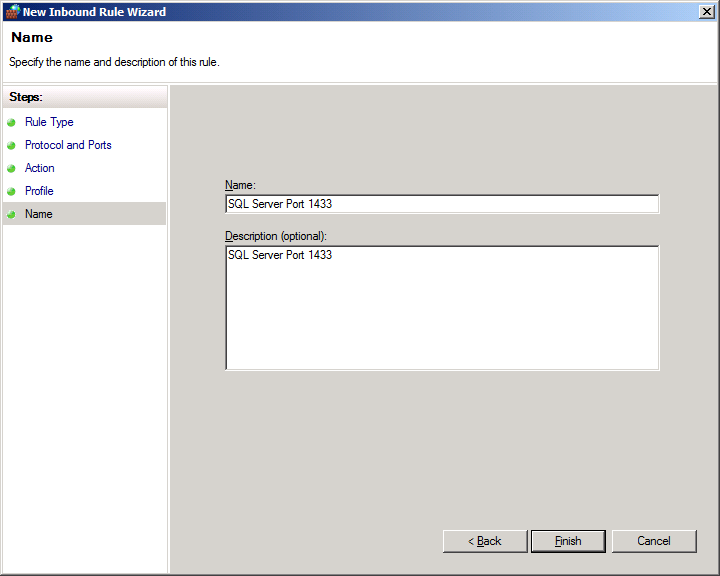 New Inbound Rule Wizard
Name
Specify the name and description of this rule.
Steps:
Rule Type
Protocol and Ports
Action
Profile
Name
Name:
SQL Server Port 1433
Description (optional):
SQL Server Port 1433
< Back
Finish
Cancel